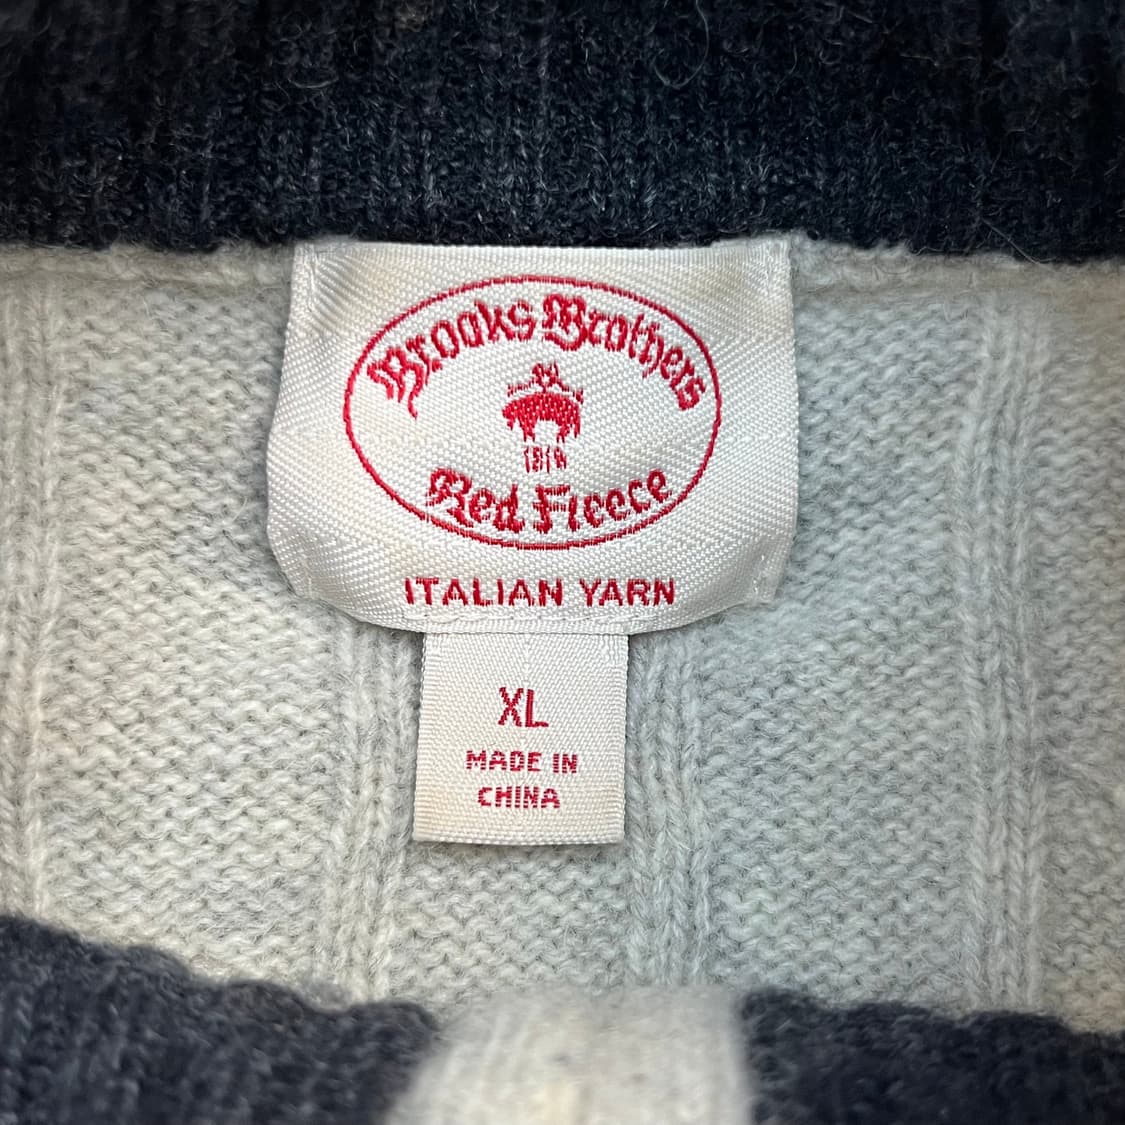 Brooks Brothers
1818
Red Fleece
ITALIAN YARN
XL
MADE IN
CHINA